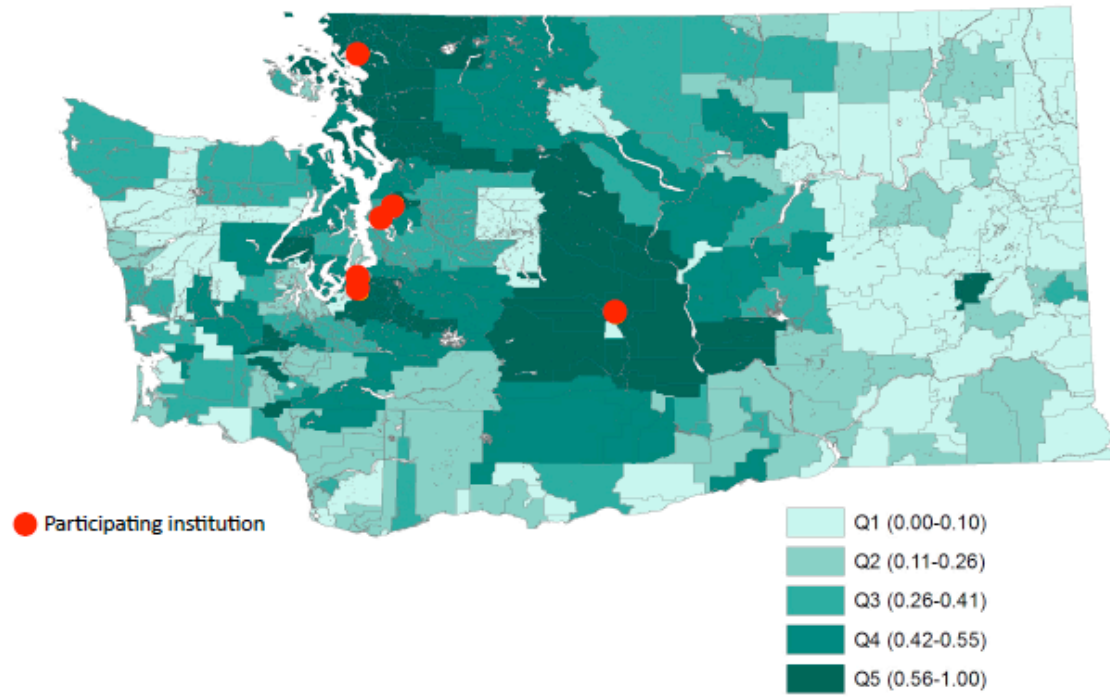 Participating institution
Q1 (0.00-0.10)
Q2 (0.11-0.26)
Q3 (0.26-0.41)
Q4 (0.42-0.55)
Q5 (0.56-1.00)